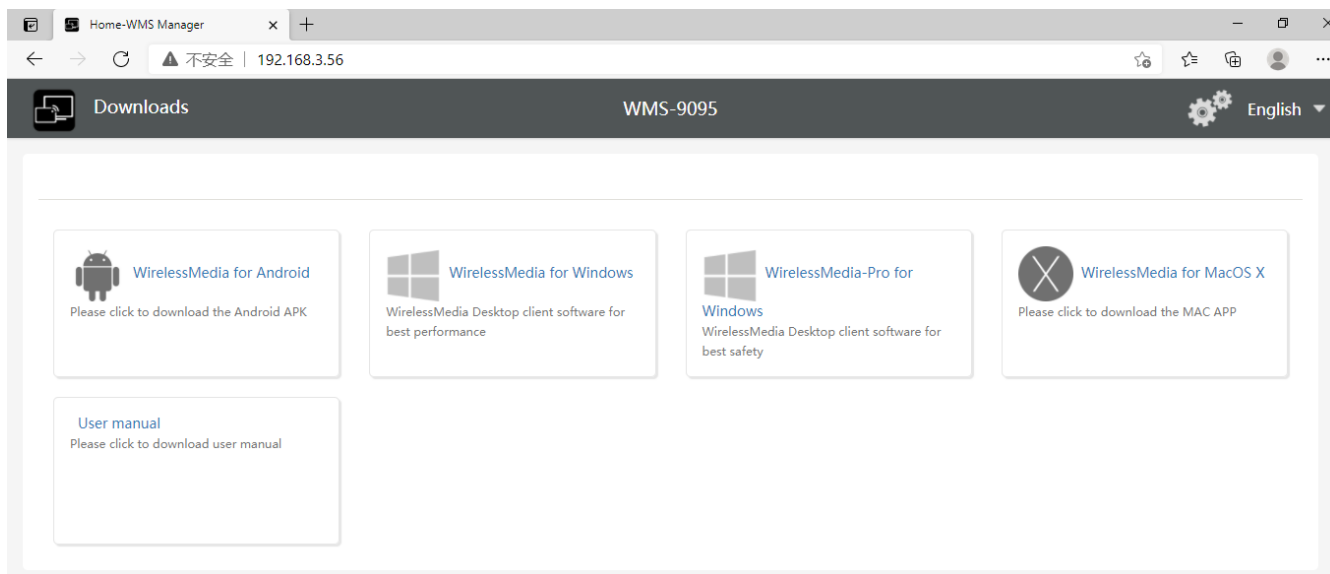 Home-WMS Manager
不安全 192.168.3.56
Downloads
WMS-9095
English
WirelessMedia for Android
Please click to download the Android APK
WirelessMedia for Windows
WirelessMedia Desktop client software for
best performance
WirelessMedia-Pro for
Windows
WirelessMedia Desktop client software for
best safety
WirelessMedia for MacOS X
Please click to download the MAC APP
User manual
Please click to download user manual